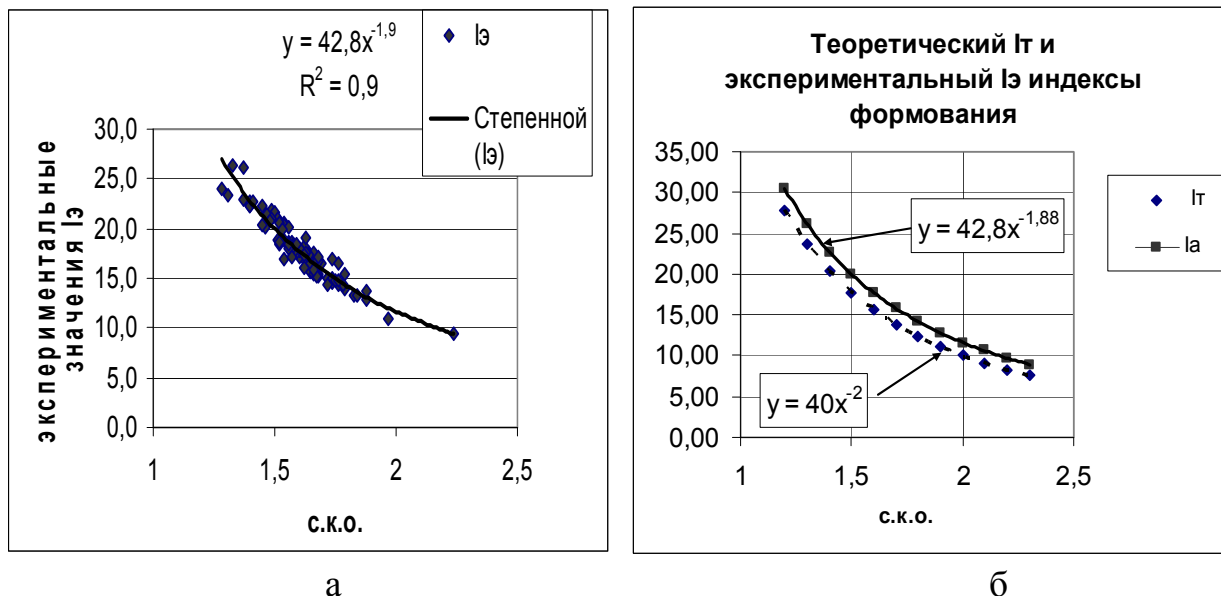 y = 42,8x^-1,9
R² = 0,9
Iэ
Степенной
(Iэ)
экспериментальные
значения Iэ
30,0
25,0
20,0
15,0
10,0
5,0
0,0
1
1,5
2
2,5
с.к.о.
а
Теоретический Iт и
экспериментальный Iэ индексы
формования
35,00
30,00
25,00
20,00
15,00
10,00
5,00
0,00
y = 42,8x^-1,88
y = 40x^-2
Iт
Iа
1
1,5
2
2,5
с.к.о.
б